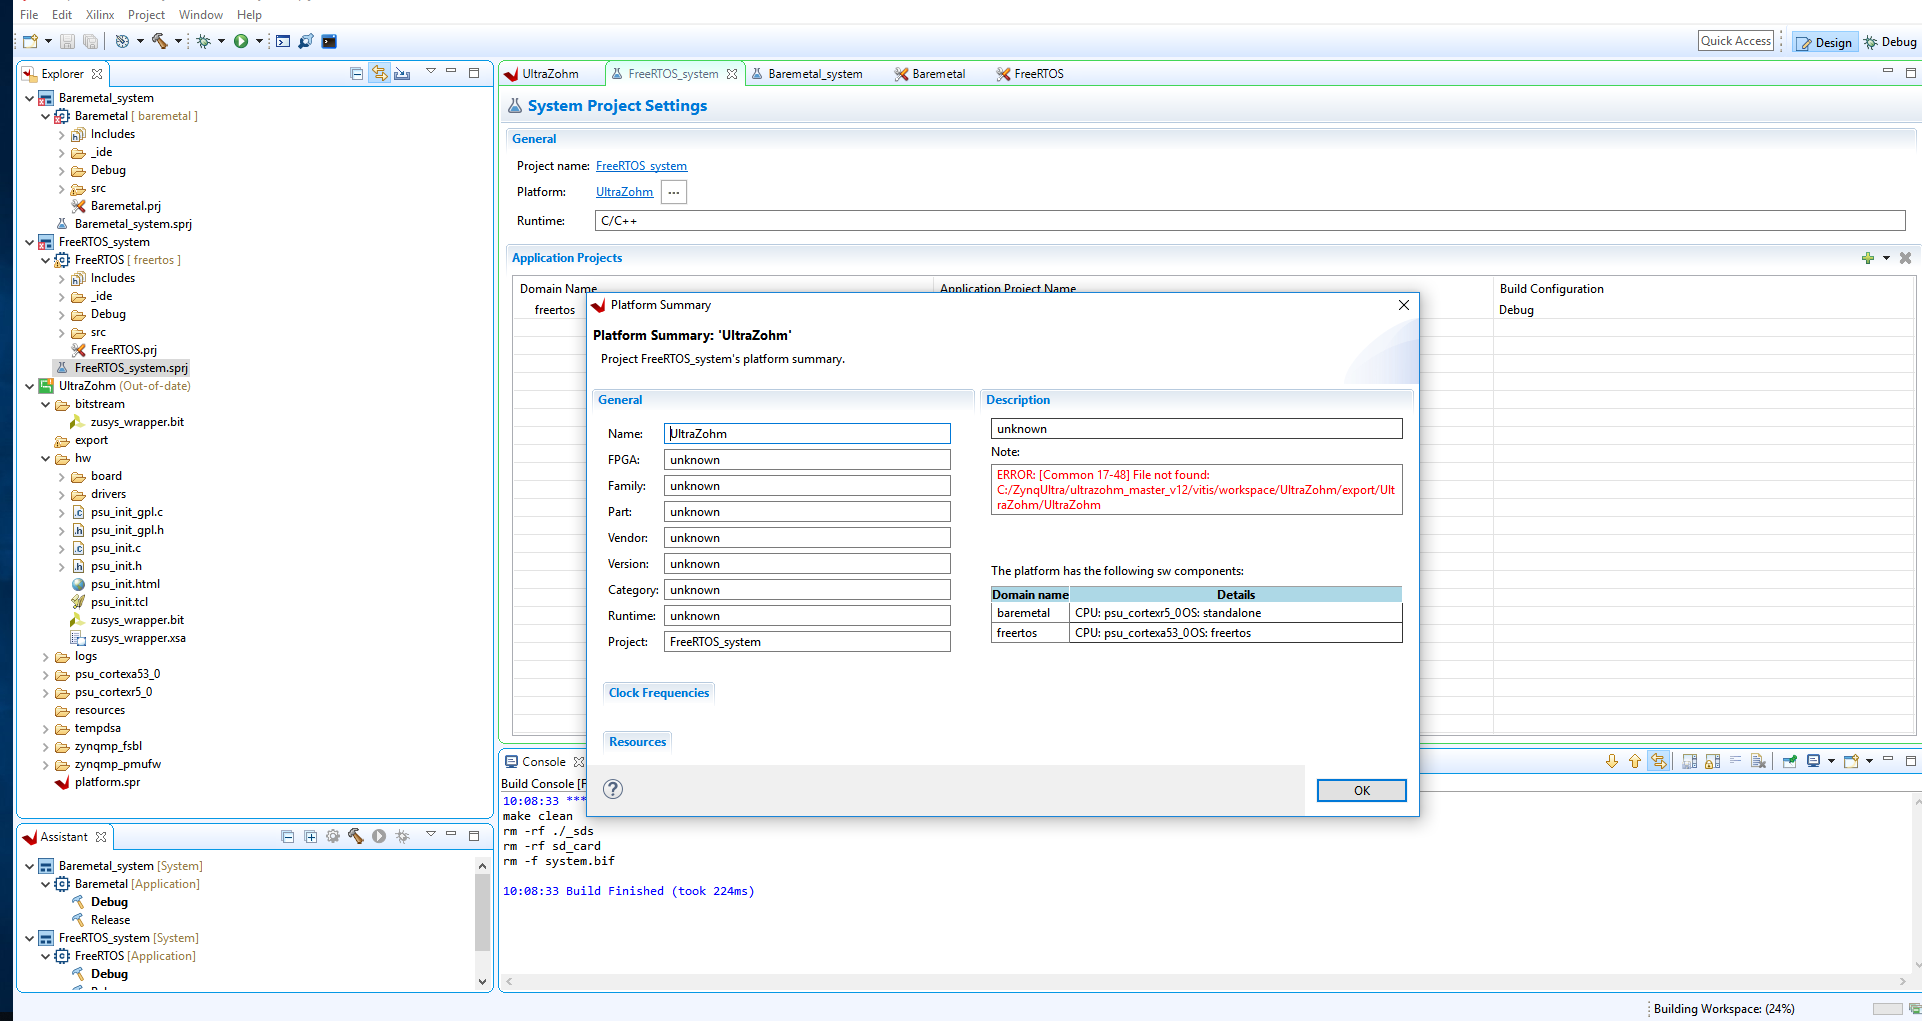 File Edit Xilinx Project Window Help
Quick Access Design Debug
Explorer
Baremetal_system
Baremetal [ baremetal ]
Includes
_ide
Debug
src
Baremetal.prj
Baremetal_system.sprj
FreeRTOS_system
FreeRTOS [ freertos ]
Includes
_ide
Debug
src
FreeRTOS.prj
FreeRTOS_system.sprj
UltraZohm (Out-of-date)
bitstream
zusys_wrapper.bit
export
hw
board
drivers
psu_init_gpl.c
psu_init_gpl.h
psu_init.c
psu_init.h
psu_init.html
psu_init.tcl
zusys_wrapper.bit
zusys_wrapper.xsa
logs
psu_cortexa53_0
psu_cortexr5_0
resources
tempdsa
zynqmp_fsbl
zynqmp_pmufw
platform.spr
Assistant
Baremetal_system [System]
Baremetal [Application]
Debug
Release
FreeRTOS_system [System]
FreeRTOS [Application]
Debug
UltraZohm FreeRTOS_system Baremetal_system Baremetal FreeRTOS
System Project Settings
General
Project name: FreeRTOS_system
Platform: UltraZohm ...
Runtime: C/C++
Application Projects
Domain Name Application Project Name Build Configuration
freertos Debug
Platform Summary
Platform Summary: 'UltraZohm'
Project FreeRTOS_system's platform summary.
General
Name: UltraZohm
FPGA: unknown
Family: unknown
Part: unknown
Vendor: unknown
Version: unknown
Category: unknown
Runtime: unknown
Project: FreeRTOS_system
Clock Frequencies
Resources
Description
unknown
Note:
ERROR: [Common 17-48] File not found:
C:/ZynqUltra/ultrazohm_master_v12/vitis/workspace/UltraZohm/export/Ult
raZohm/UltraZohm
The platform has the following sw components:
Domain name Details
baremetal CPU: psu_cortexr5_0OS: standalone
freertos CPU: psu_cortexa53_0OS: freertos
? OK
Console
Build Console [F
10:08:33 ***
make clean
rm -rf ./_sds
rm -rf sd_card
rm -f system.bif
10:08:33 Build Finished (took 224ms)
Building Workspace: (24%)